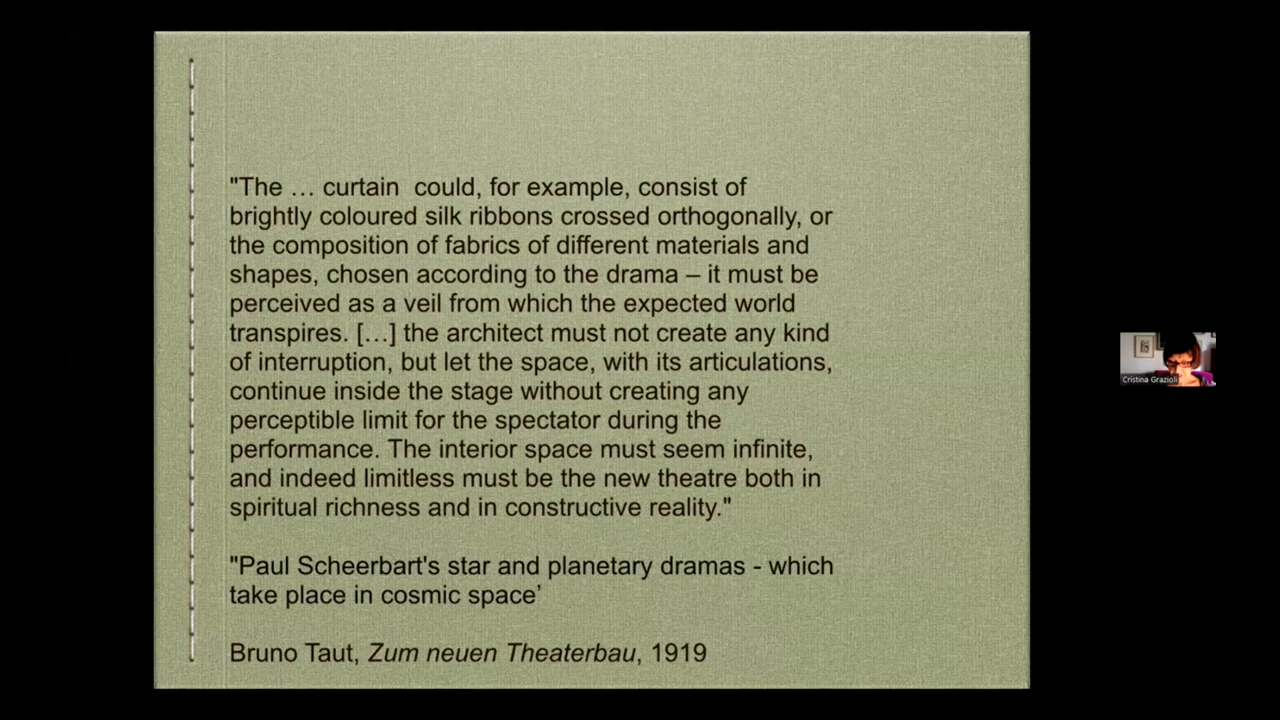 "The … curtain  could, for example, consist of
brightly coloured silk ribbons crossed orthogonally, or
the composition of fabrics of different materials and
shapes, chosen according to the drama – it must be
perceived as a veil from which the expected world
transpires. […] the architect must not create any kind
of interruption, but let the space, with its articulations,
continue inside the stage without creating any
perceptible limit for the spectator during the
performance. The interior space must seem infinite,
and indeed limitless must be the new theatre both in
spiritual richness and in constructive reality."
"Paul Scheerbart's star and planetary dramas - which
take place in cosmic space’
Bruno Taut, Zum neuen Theaterbau, 1919
Cristina Grazioli